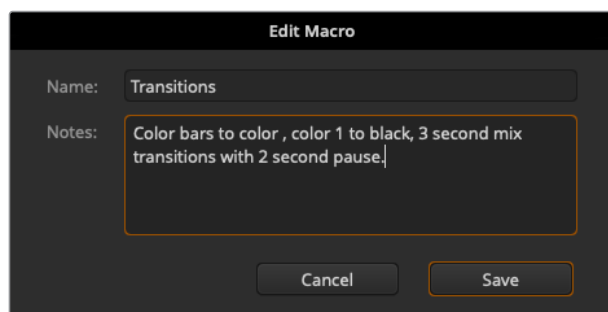 Edit Macro
Name: Transitions
Notes: Color bars to color , color 1 to black, 3 second mix
transitions with 2 second pause.
Cancel Save